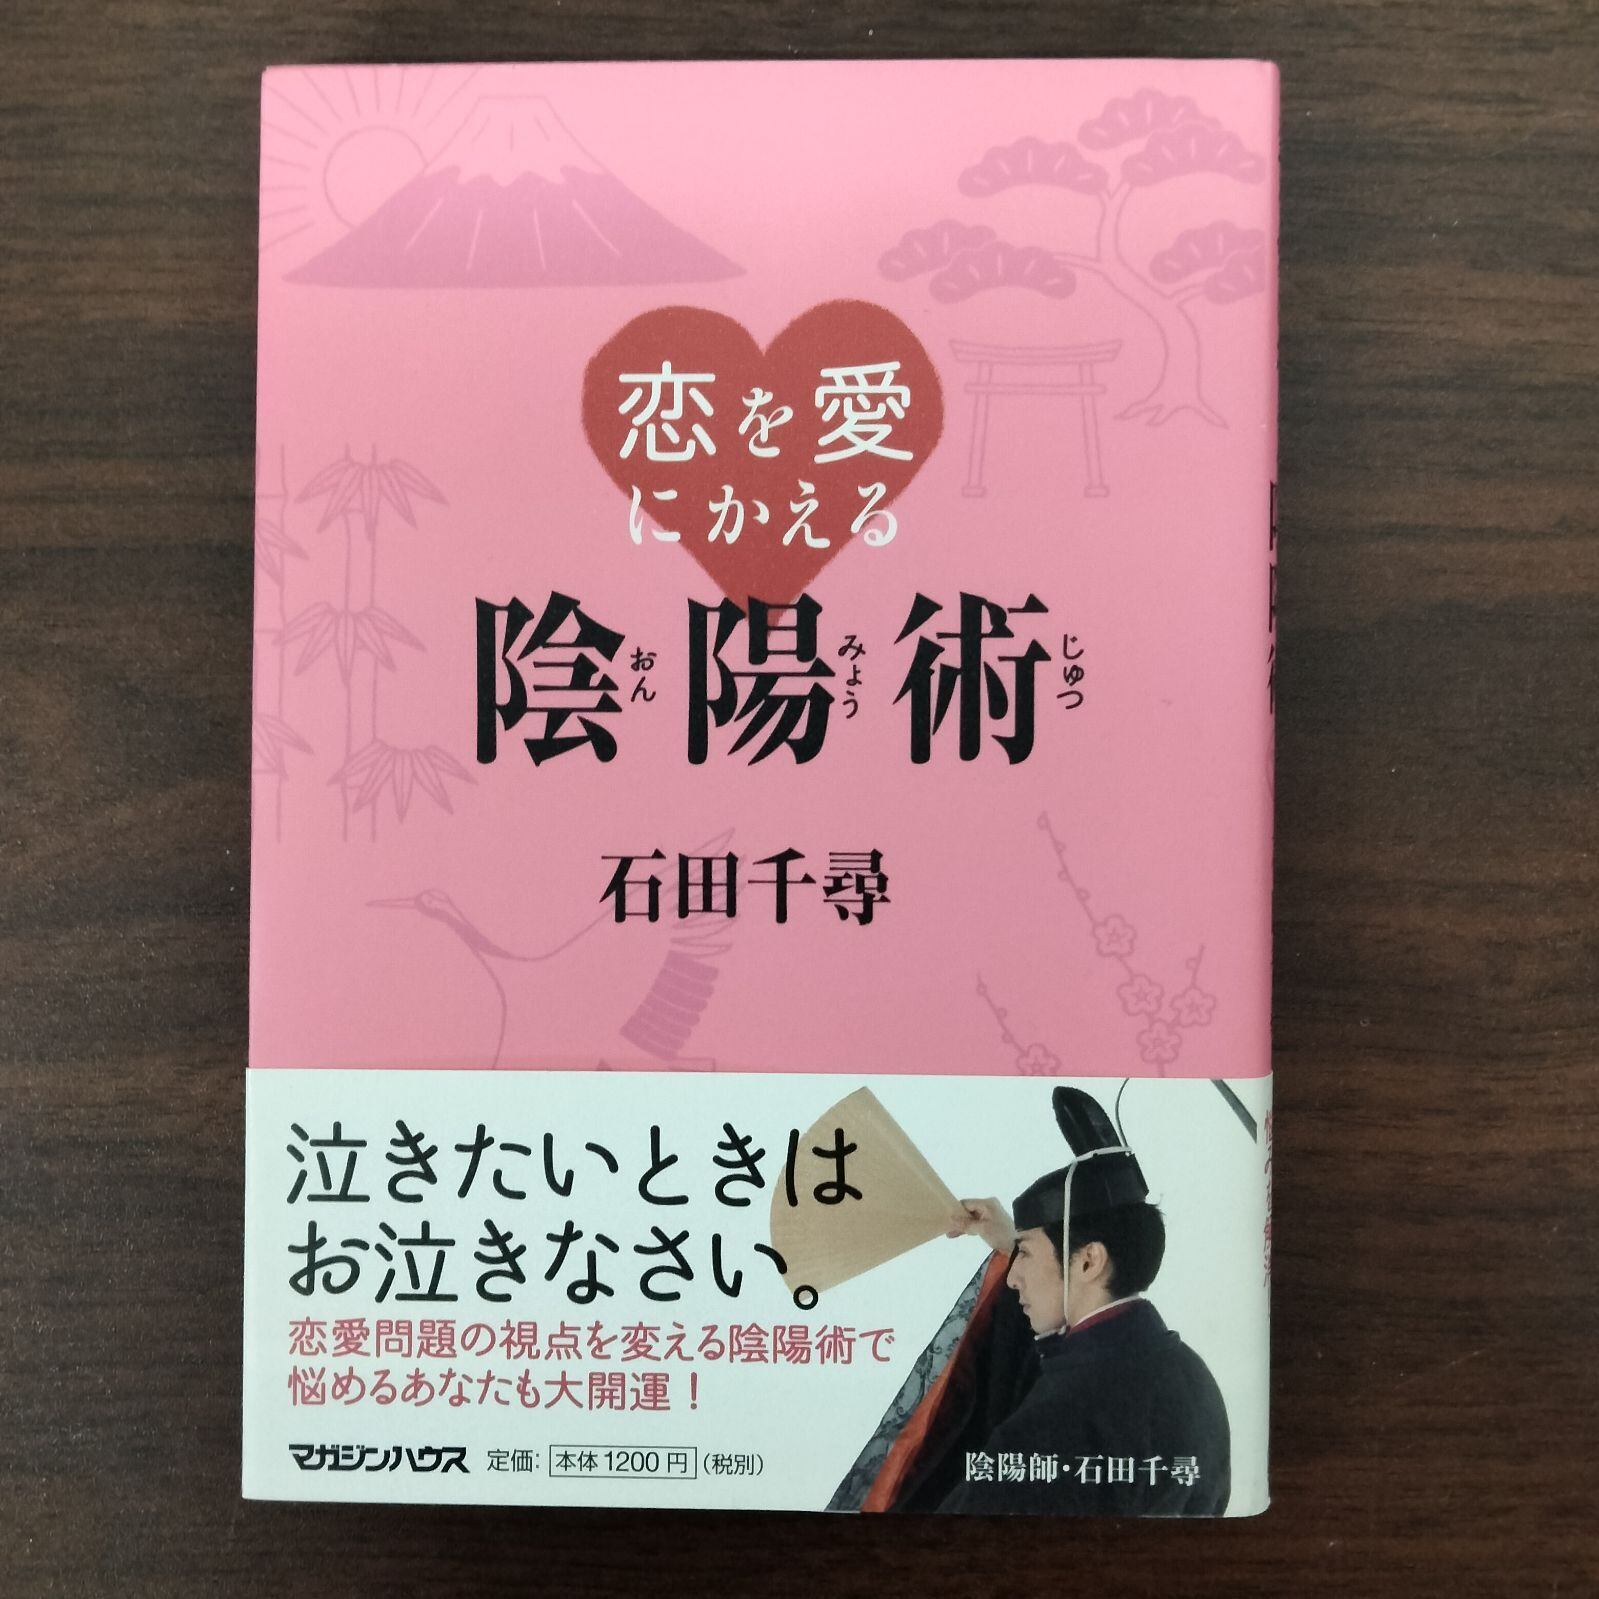 恋を愛
にかえる
陰陽術
おん みょう じゅつ
石田千尋
泣きたいときは
お泣きなさい。
恋愛問題の視点を変える陰陽術で
悩めるあなたも大開運！
マガジンハウス 定価：本体1200円（税別）
陰陽師・石田千尋